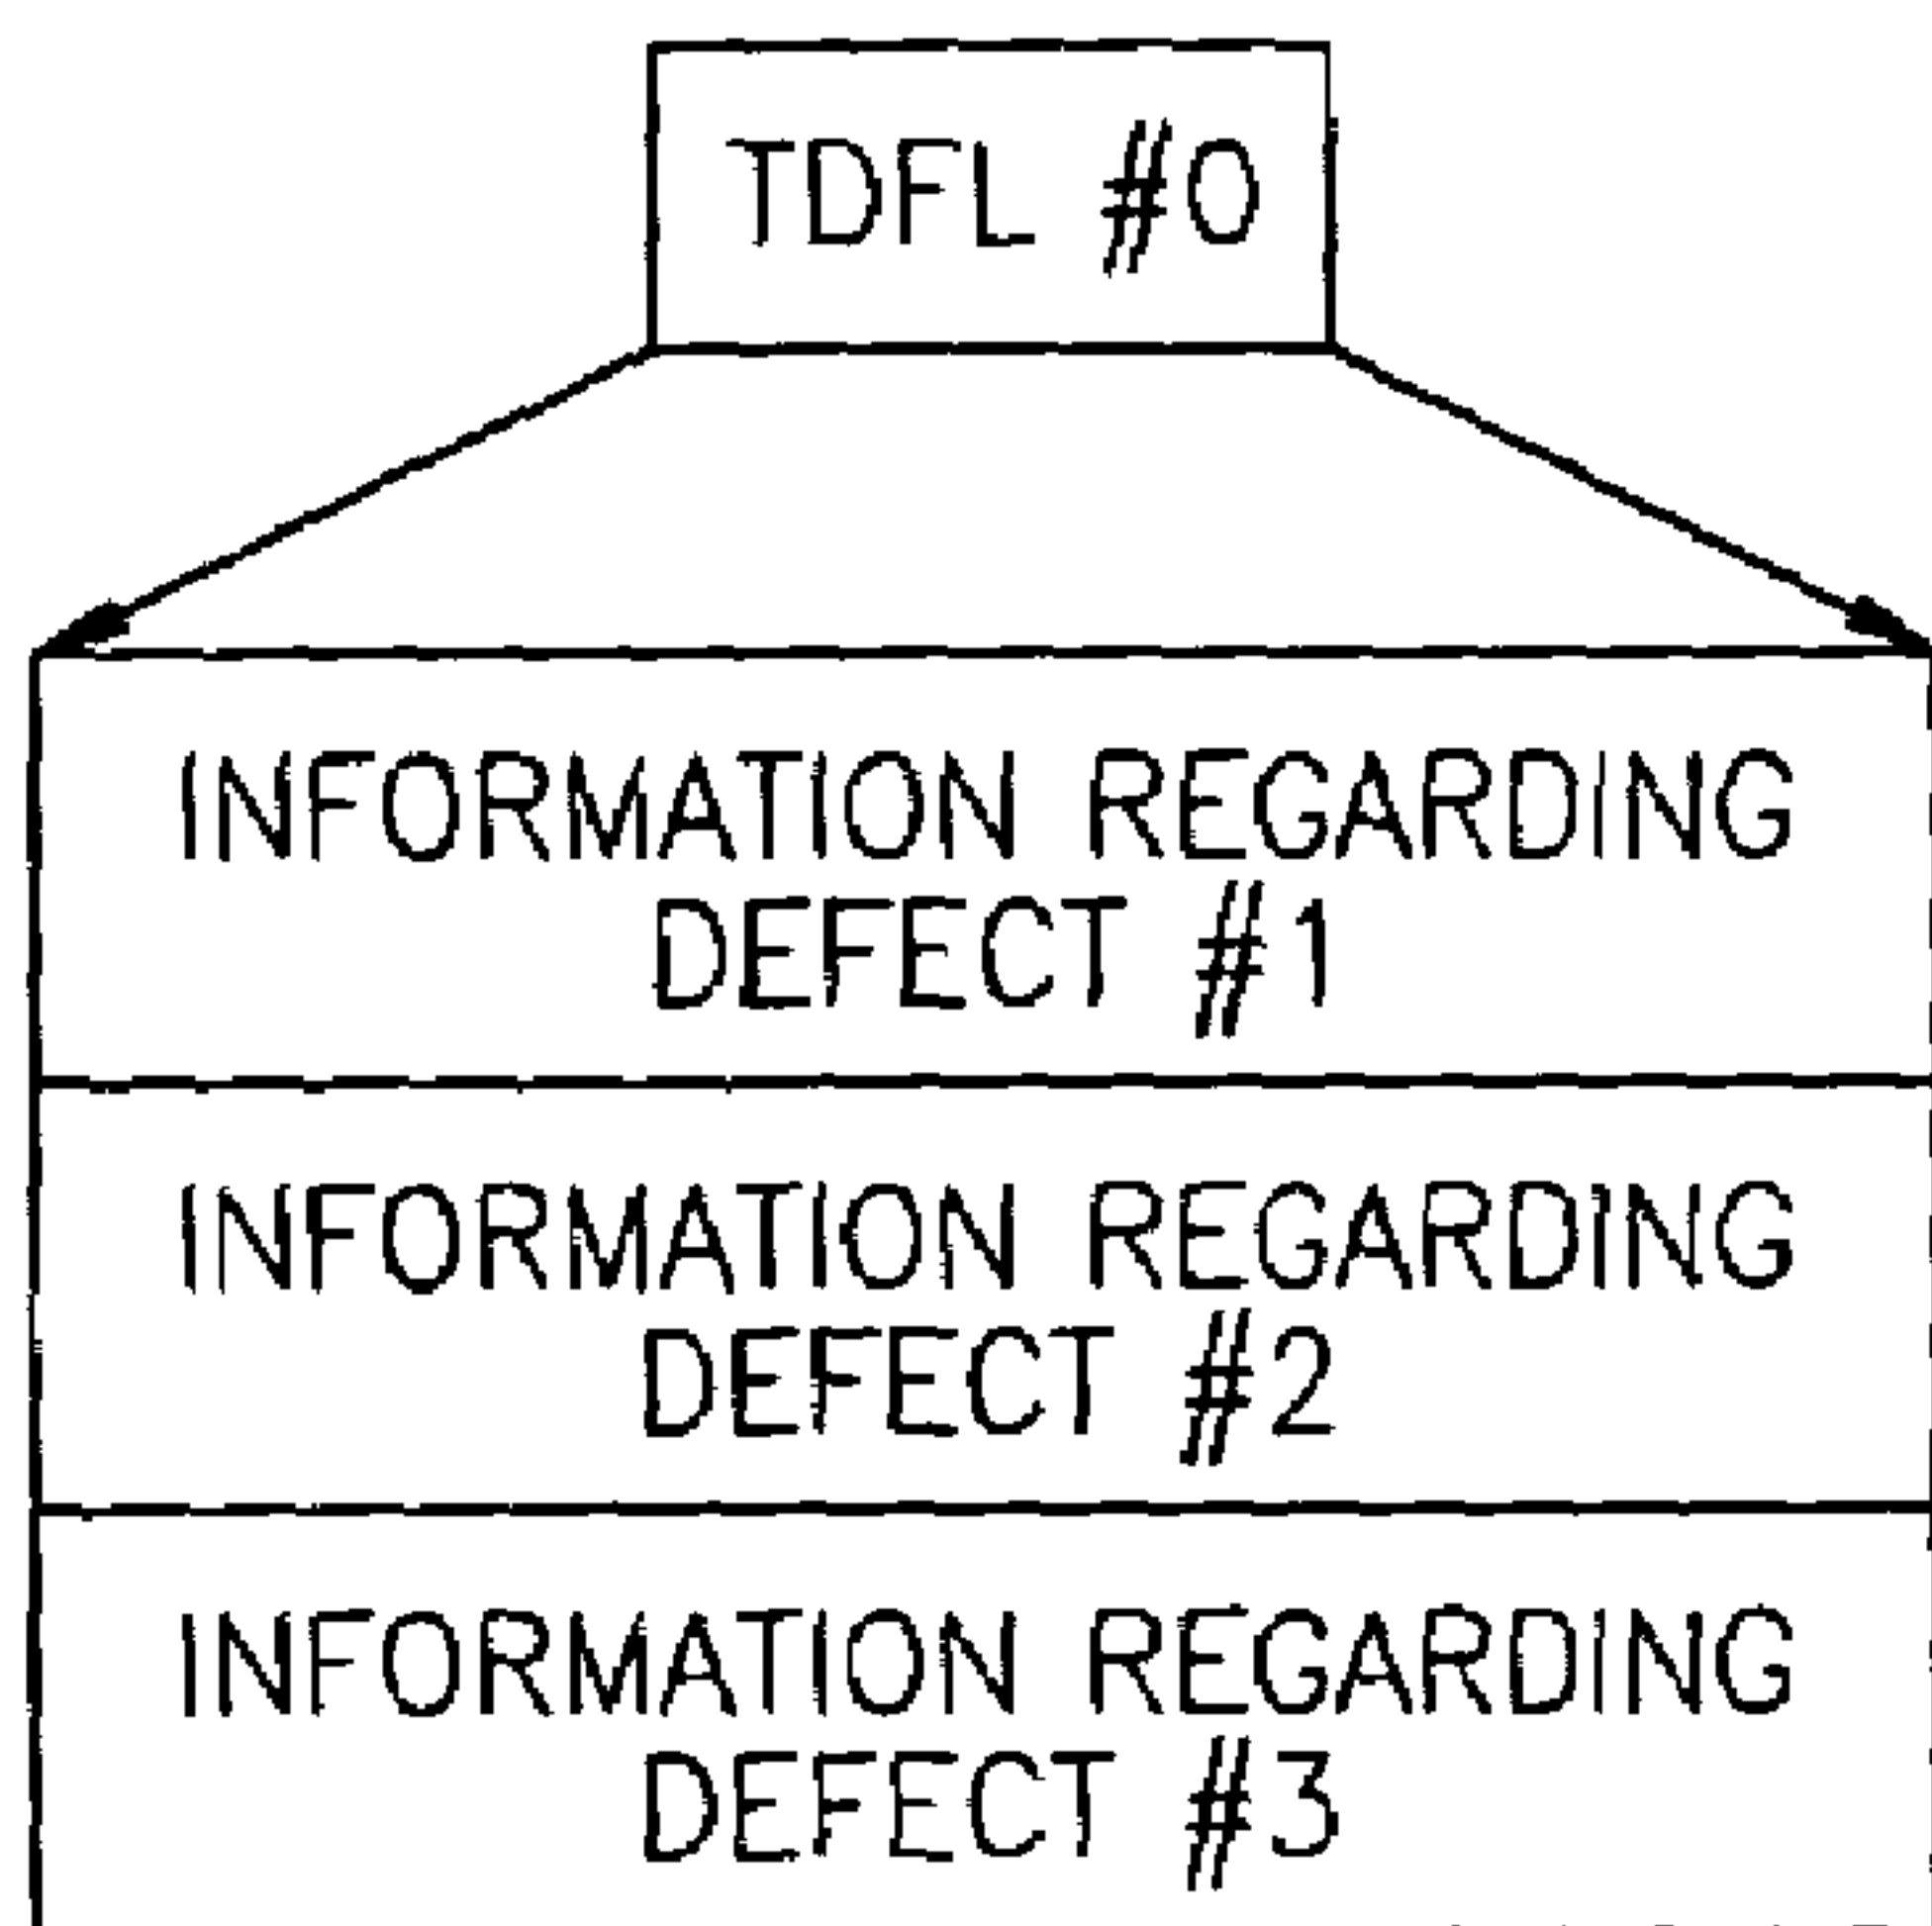 TDFL #0
INFORMATION REGARDING
DEFECT #1
INFORMATION REGARDING
DEFECT #2
INFORMATION REGARDING
DEFECT #3